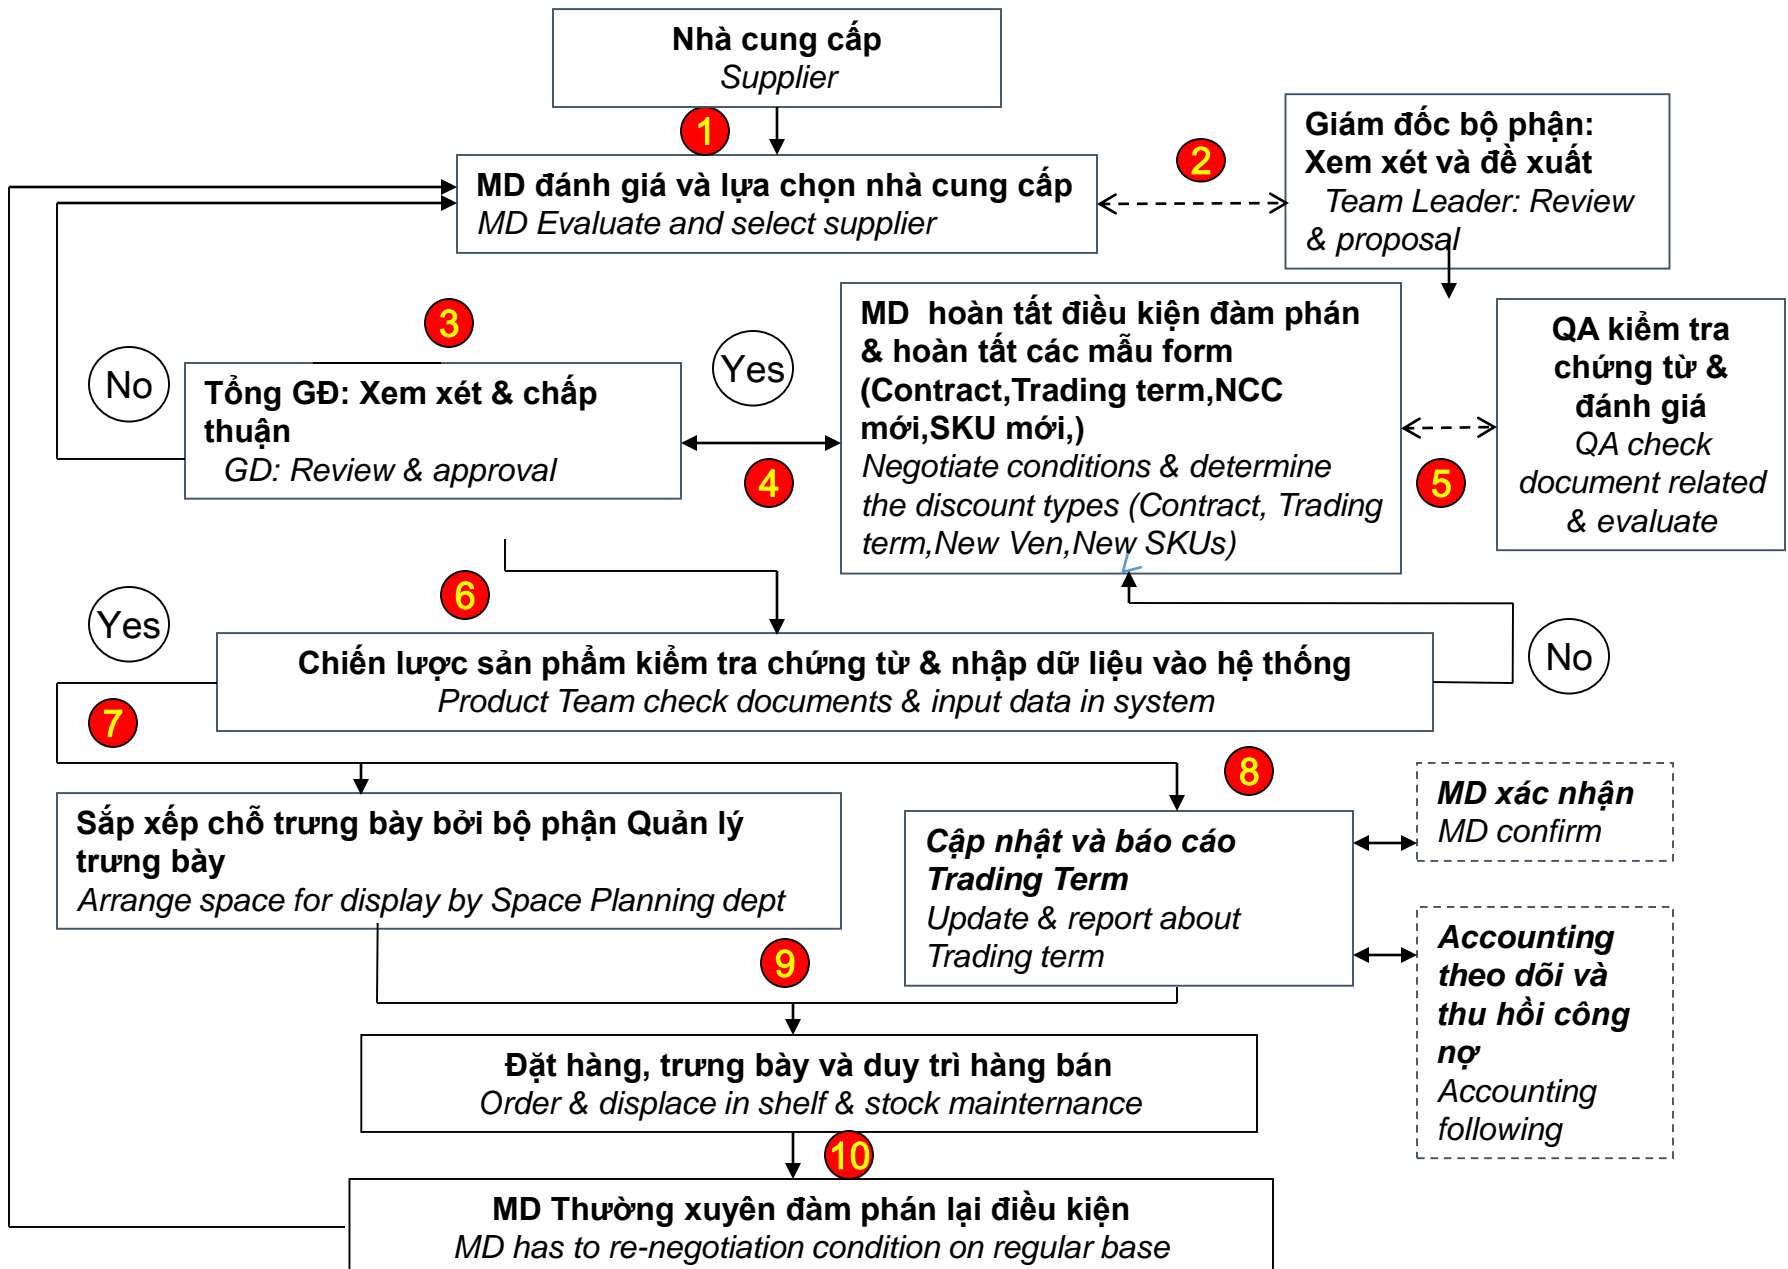 Nhà cung cấp
Supplier
1
MD đánh giá và lựa chọn nhà cung cấp
MD Evaluate and select supplier
2
Giám đốc bộ phận:
Xem xét và đề xuất
Team Leader: Review
& proposal
3
No
Tổng GĐ: Xem xét & chấp
thuận
GD: Review & approval
Yes
4
MD hoàn tất điều kiện đàm phán
& hoàn tất các mẫu form
(Contract,Trading term,NCC
mới,SKU mới,)
Negotiate conditions & determine
the discount types (Contract, Trading
term,New Ven,New SKUs)
5
QA kiểm tra
chứng từ &
đánh giá
QA check
document related
& evaluate
6
Yes
Chiến lược sản phẩm kiểm tra chứng từ & nhập dữ liệu vào hệ thống
Product Team check documents & input data in system
No
7
8
Sắp xếp chỗ trưng bày bởi bộ phận Quản lý
trưng bày
Arrange space for display by Space Planning dept
Cập nhật và báo cáo
Trading Term
Update & report about
Trading term
MD xác nhận
MD confirm
Accounting
theo dõi và
thu hồi công
nợ
Accounting
following
9
Đặt hàng, trưng bày và duy trì hàng bán
Order & displace in shelf & stock mainternance
10
MD Thường xuyên đàm phán lại điều kiện
MD has to re-negotiation condition on regular base